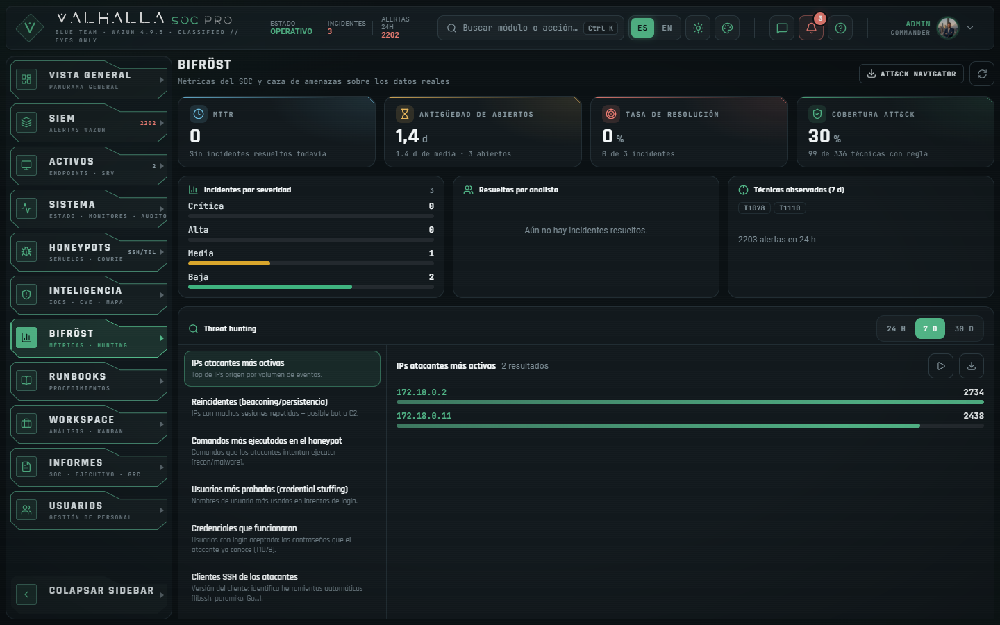 VALHALLA SOC PRO
BLUE TEAM · WAZUH 4.9.5 · CLASSIFIED //
EYES ONLY
ESTADO
OPERATIVO
INCIDENTES
3
ALERTAS
24H
2202
Buscar módulo o acción…
Ctrl K
ES
EN
3
ADMIN
COMMANDER
VISTA GENERAL
PANORAMA GENERAL
SIEM
ALERTAS WAZUH
2202
ACTIVOS
ENDPOINTS · SRV
2
SISTEMA
ESTADO · MONITORES · AUDITO
HONEYPOTS
SEÑUELOS · COWRIE
SSH/TEL
INTELIGENCIA
IOCS · CVE · MAPA
BIFRÖST
MÉTRICAS · HUNTING
RUNBOOKS
PROCEDIMIENTOS
WORKSPACE
ANÁLISIS · KANBAN
INFORMES
SOC · EJECUTIVO · GRC
USUARIOS
GESTIÓN DE PERSONAL
COLAPSAR SIDEBAR
BIFRÖST
Métricas del SOC y caza de amenazas sobre los datos reales
ATT&CK NAVIGATOR
MTTR
0
Sin incidentes resueltos todavía
ANTIGÜEDAD DE ABIERTOS
1,4 d
1.4 d de media · 3 abiertos
TASA DE RESOLUCIÓN
0 %
0 de 3 incidentes
COBERTURA ATT&CK
30 %
99 de 336 técnicas con regla
Incidentes por severidad
3
Crítica 0
Alta 0
Media 1
Baja 2
Resueltos por analista
Aún no hay incidentes resueltos.
Técnicas observadas (7 d)
T1078 T1110
2203 alertas en 24 h
Threat hunting
24 H
7 D
30 D
IPs atacantes más activas
Top de IPs origen por volumen de eventos.
Reincidentes (beaconing/persistencia)
IPs con muchas sesiones repetidas — posible bot o C2.
Comandos más ejecutados en el honeypot
Comandos que los atacantes intentan ejecutar
(recon/malware).
Usuarios más probados (credential stuffing)
Nombres de usuario más usados en intentos de login.
Credenciales que funcionaron
Usuarios con login aceptado: las contraseñas que el
atacante ya conoce (T1078).
Clientes SSH de los atacantes
Versión del cliente: identifica herramientas automáticas
(libssh, paramiko, Go…).
IPs atacantes más activas 2 resultados
172.18.0.2 2734
172.18.0.11 2438